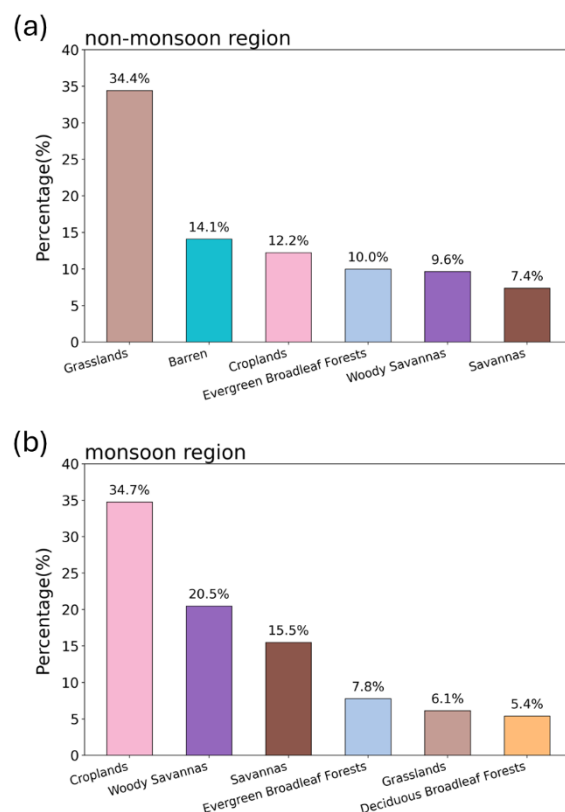 (a)
non-monsoon region
40
35
30
25
20
15
10
5
0
Percentage(%)
34.4%
14.1%
12.2%
10.0%
9.6%
7.4%
Grasslands
Barren
Croplands
Evergreen Broadleaf Forests
Woody Savannas
Savannas
(b)
monsoon region
40
35
30
25
20
15
10
5
0
Percentage(%)
34.7%
20.5%
15.5%
7.8%
6.1%
5.4%
Croplands
Woody Savannas
Savannas
Evergreen Broadleaf Forests
Grasslands
Deciduous Broadleaf Forests